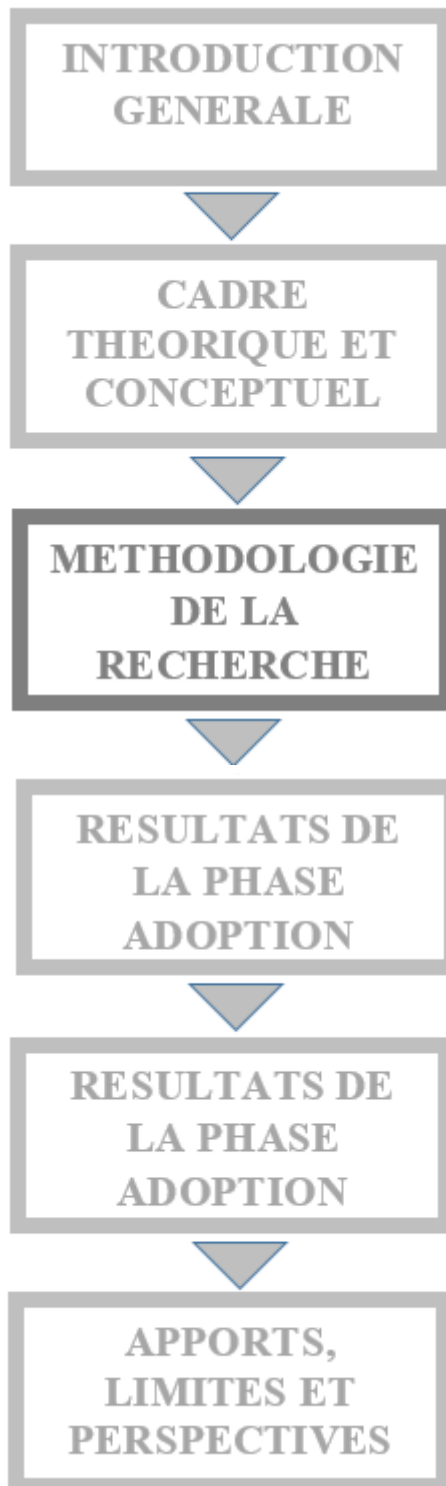 INTRODUCTION
GENERALE
CADRE
THEORIQUE ET
CONCEPTUEL
METHODOLOGIE
DE LA
RECHERCHE
RESULTATS DE
LA PHASE
ADOPTION
RESULTATS DE
LA PHASE
ADOPTION
APPORTS,
LIMITES ET
PERSPECTIVES